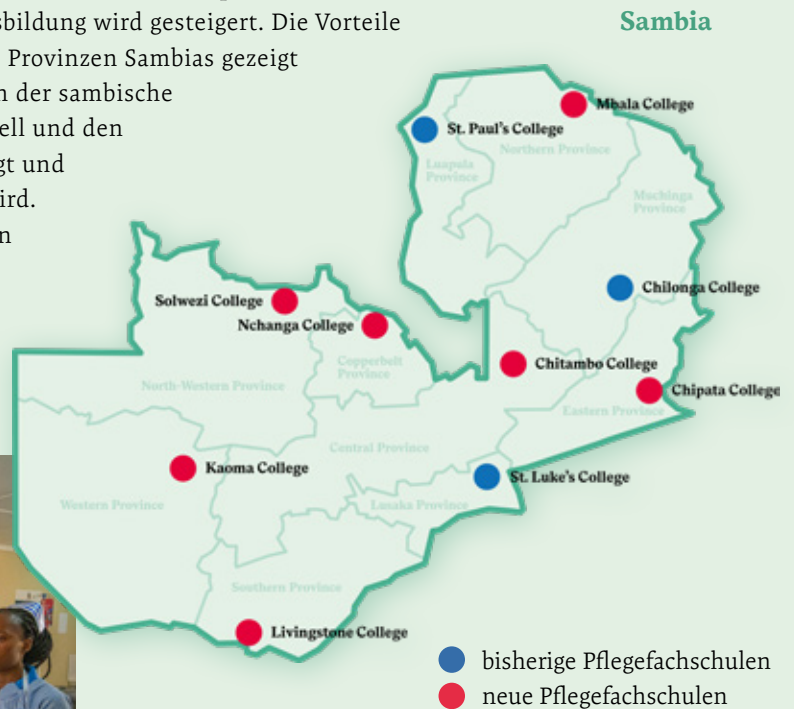 sbildung wird gesteigert. Die Vorteile
Provinzen Sambias gezeigt
der sambische
ell und den
gt und
ird.
n
Sambia
Mbala College
St. Paul's College
Northern Province
Luapula
Province
Muchinga
Province
Chilonga College
Solwezi College
Nchanga College
Copperbelt
Province
Chitambo College
Chipata College
North-Western Province
Eastern Province
Central Province
Kaoma College
St. Luke's College
Western Province
Lusaka Province
Southern Province
Livingstone College
bisherige Pflegefachschulen
neue Pflegefachschulen